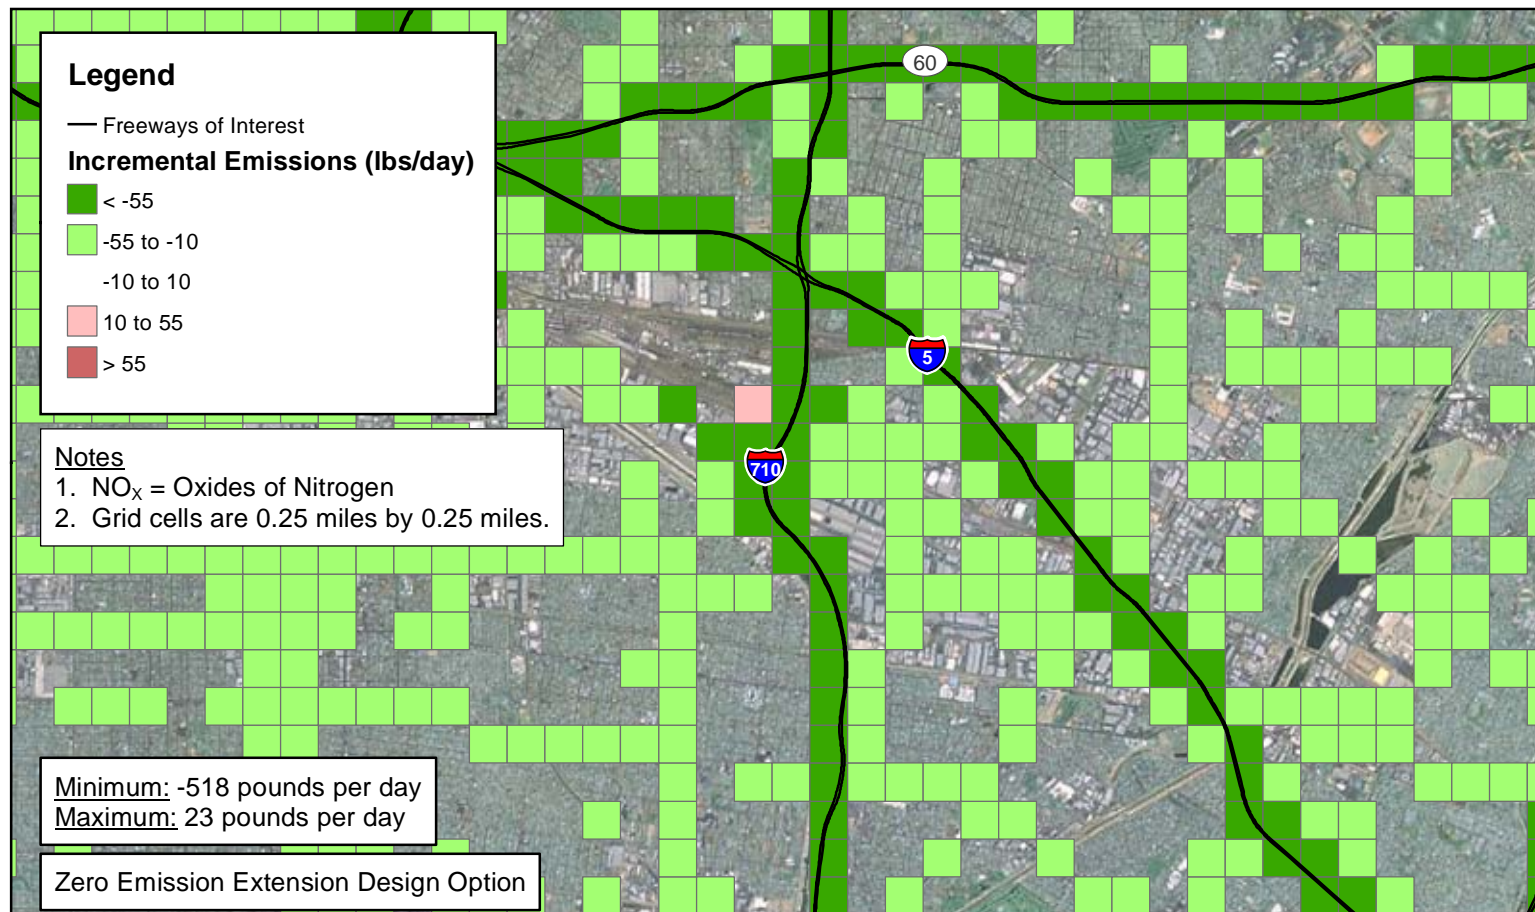 Legend
Freeways of Interest
Incremental Emissions (lbs/day)
< -55
-55 to -10
-10 to 10
10 to 55
> 55
Notes
1. NOX = Oxides of Nitrogen
2. Grid cells are 0.25 miles by 0.25 miles.
Minimum: -518 pounds per day
Maximum: 23 pounds per day
Zero Emission Extension Design Option
60
5
710